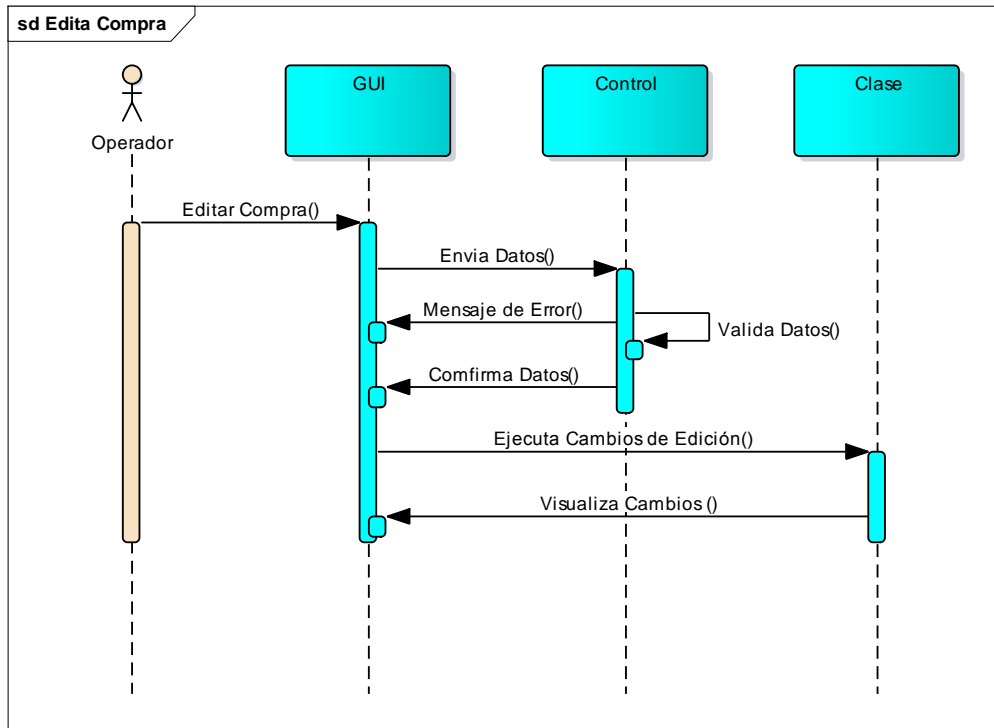 sd Edita Compra
Operador
GUI
Control
Clase
Editar Compra()
Envia Datos()
Mensaje de Error()
Valida Datos()
Comfirma Datos()
Ejecuta Cambios de Edición()
Visualiza Cambios ()